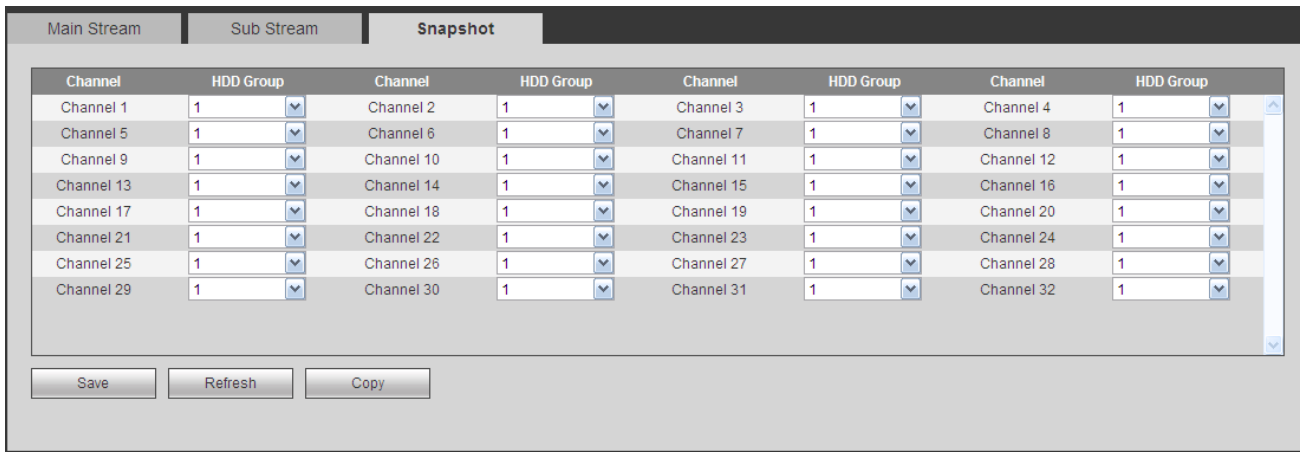 Main Stream Sub Stream Snapshot
Channel HDD Group Channel HDD Group Channel HDD Group Channel HDD Group
Channel 1 1 Channel 2 1 Channel 3 1 Channel 4 1
Channel 5 1 Channel 6 1 Channel 7 1 Channel 8 1
Channel 9 1 Channel 10 1 Channel 11 1 Channel 12 1
Channel 13 1 Channel 14 1 Channel 15 1 Channel 16 1
Channel 17 1 Channel 18 1 Channel 19 1 Channel 20 1
Channel 21 1 Channel 22 1 Channel 23 1 Channel 24 1
Channel 25 1 Channel 26 1 Channel 27 1 Channel 28 1
Channel 29 1 Channel 30 1 Channel 31 1 Channel 32 1
Save Refresh Copy